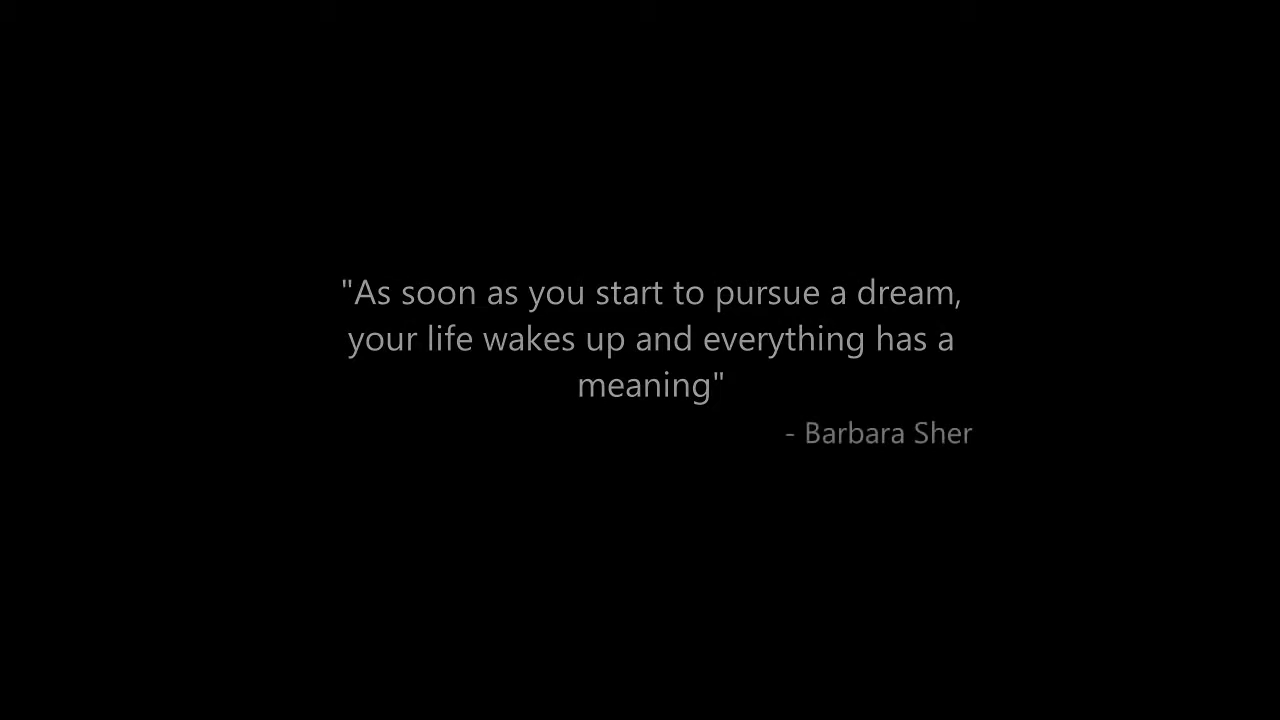 "As soon as you start to pursue a dream,
your life wakes up and everything has a
meaning"
- Barbara Sher